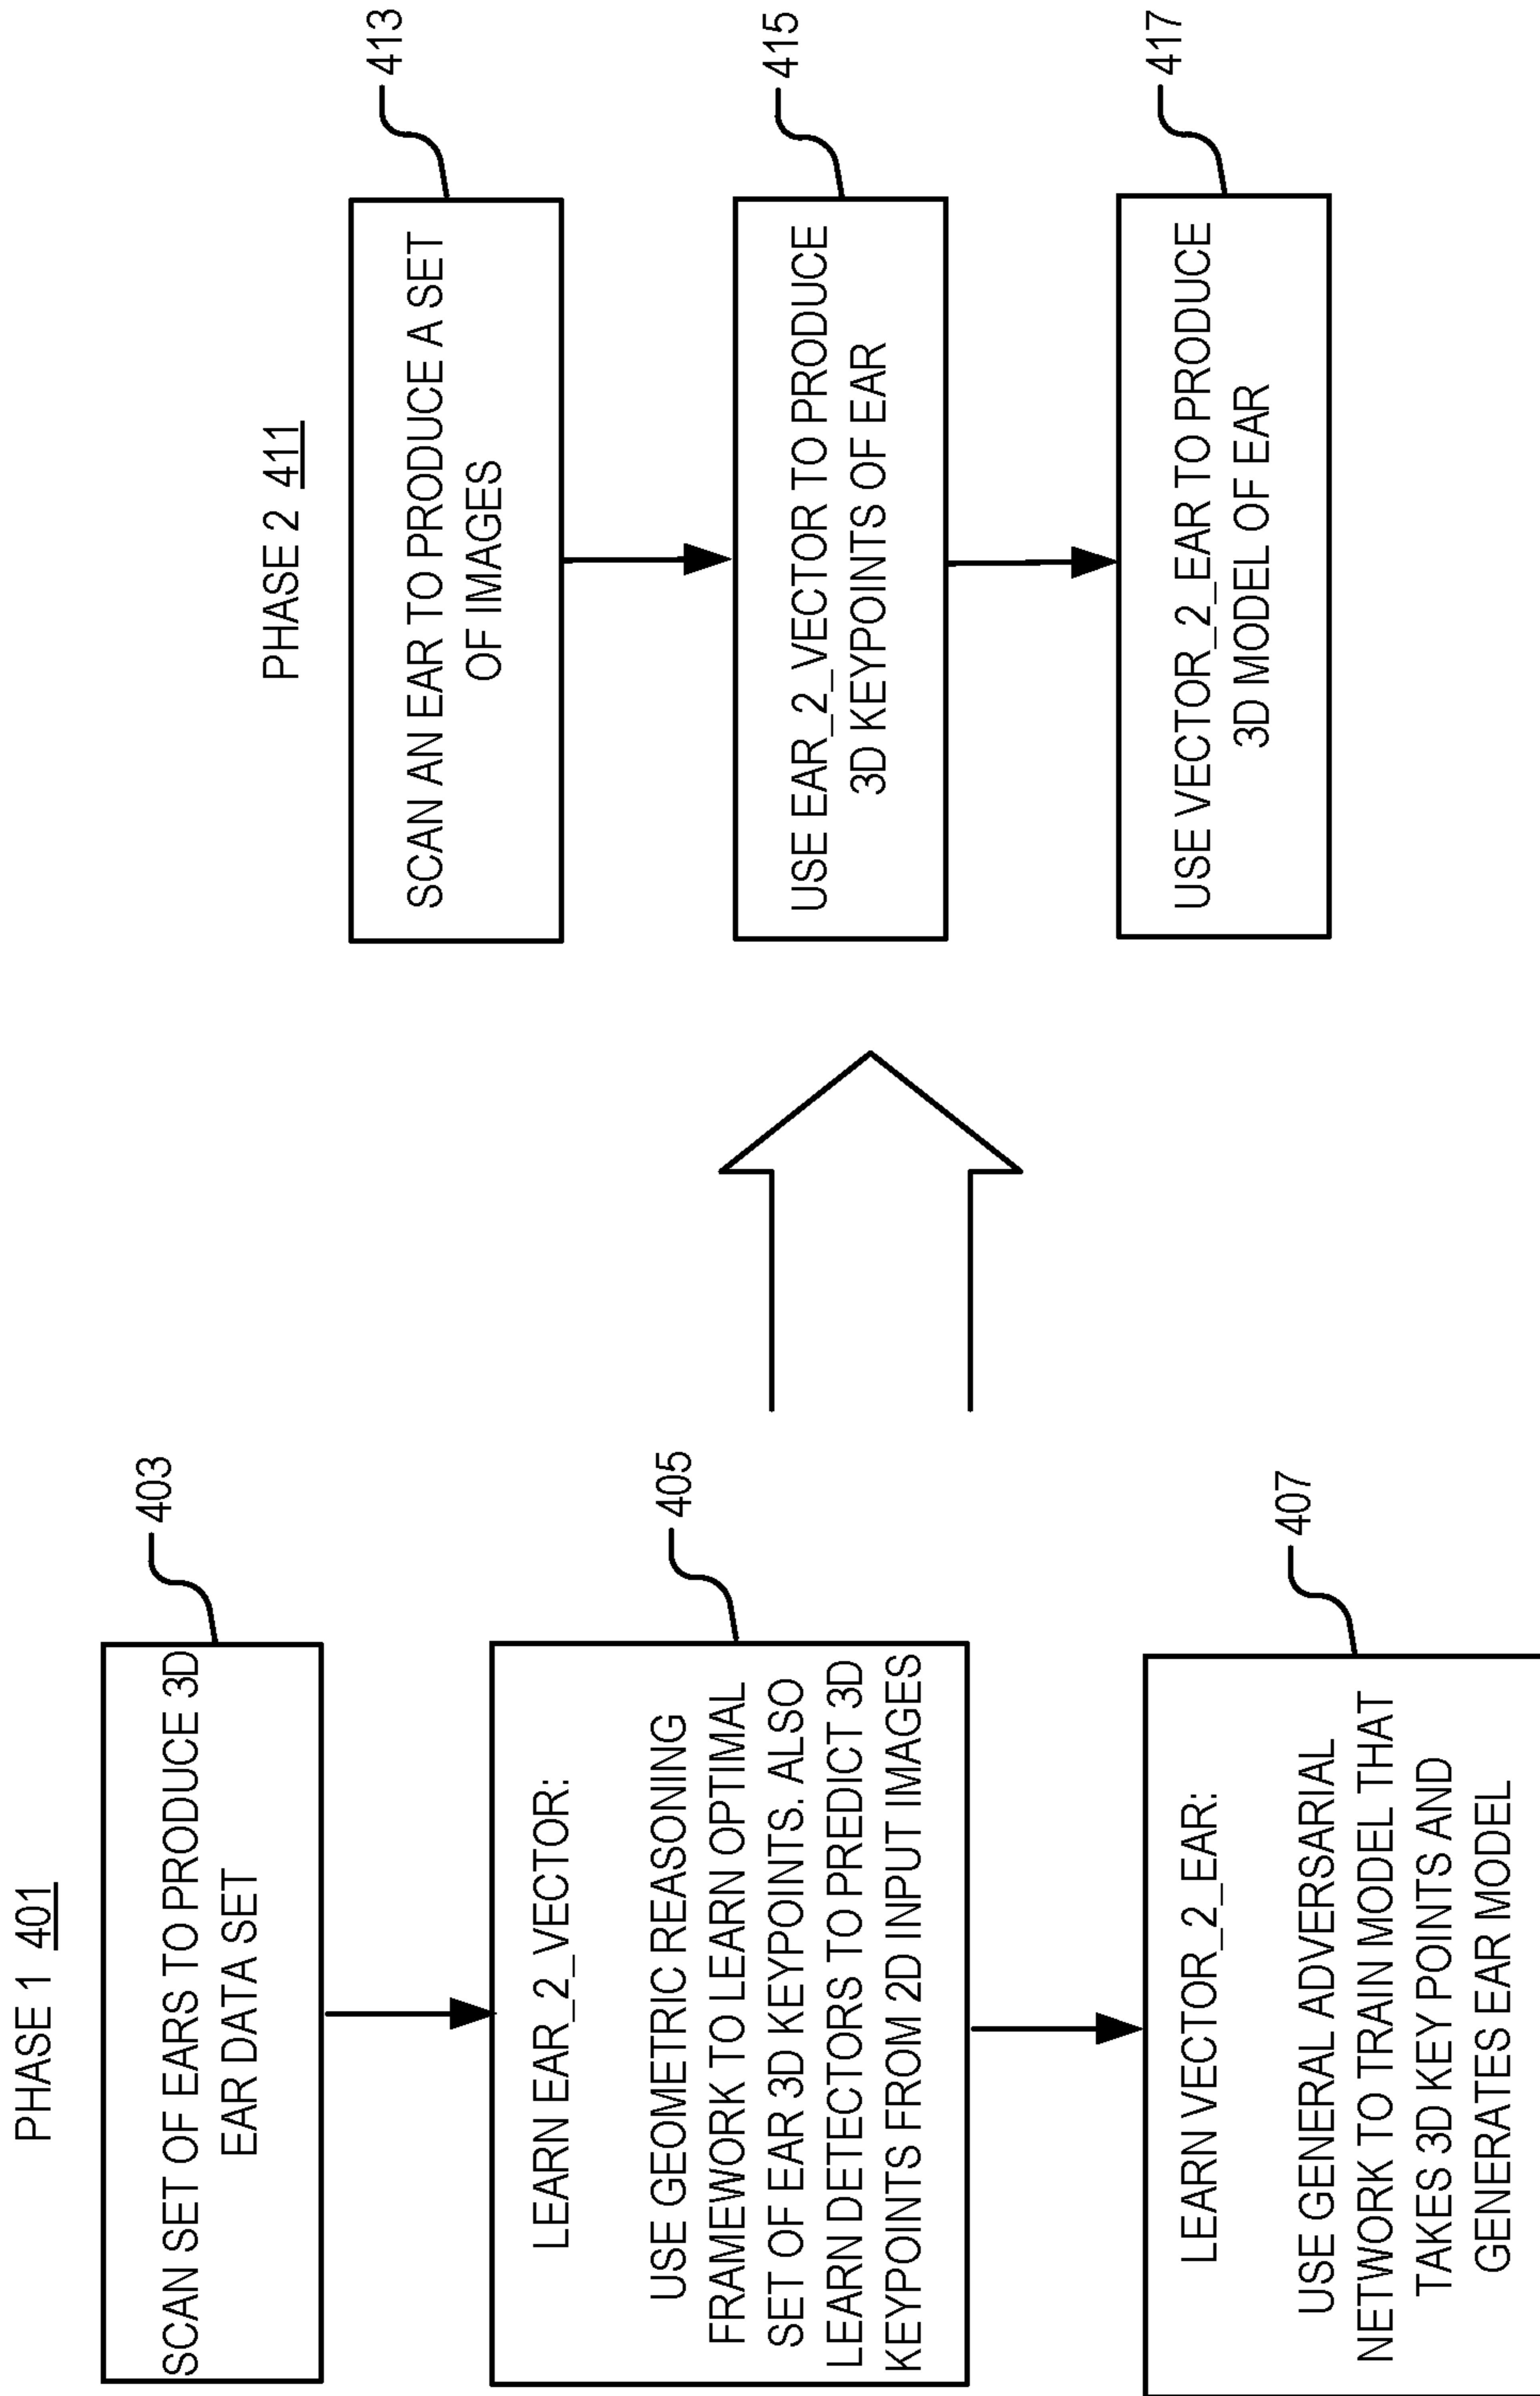 PHASE 1 401
403
SCAN SET OF EARS TO PRODUCE 3D
EAR DATA SET
405
LEARN EAR_2_VECTOR:
USE GEOMETRIC REASONING
FRAMEWORK TO LEARN OPTIMAL
SET OF EAR 3D KEYPOINTS. ALSO
LEARN DETECTORS TO PREDICT 3D
KEYPOINTS FROM 2D INPUT IMAGES
407
LEARN VECTOR_2_EAR:
USE GENERAL ADVERSARIAL
NETWORK TO TRAIN MODEL THAT
TAKES 3D KEY POINTS AND
GENERATES EAR MODEL
PHASE 2 411
413
SCAN AN EAR TO PRODUCE A SET
OF IMAGES
415
USE EAR_2_VECTOR TO PRODUCE
3D KEYPOINTS OF EAR
417
USE VECTOR_2_EAR TO PRODUCE
3D MODEL OF EAR